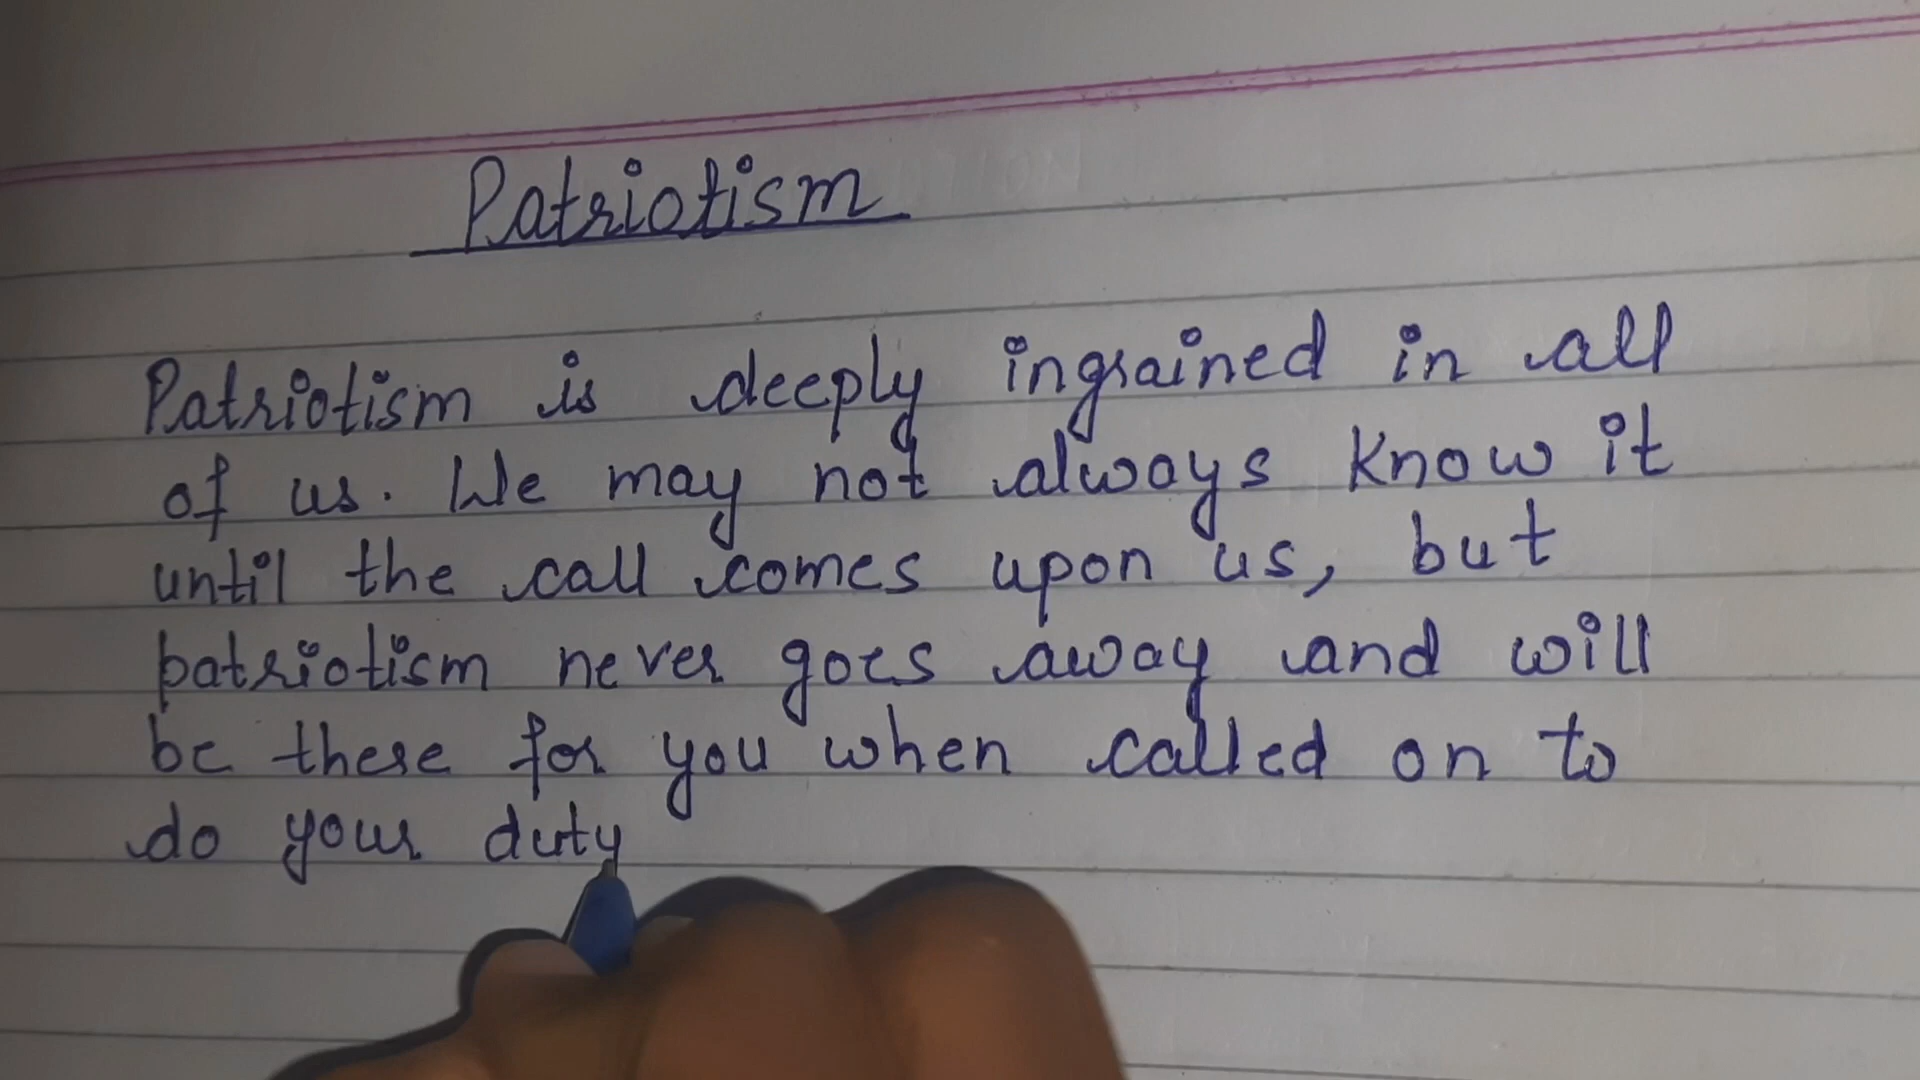 Patriotism
Patriotism is deeply ingrained in all
of us. We may not always know it
until the call comes upon us, but
patriotism never goes away and will
be there for you when called on to
do your duty